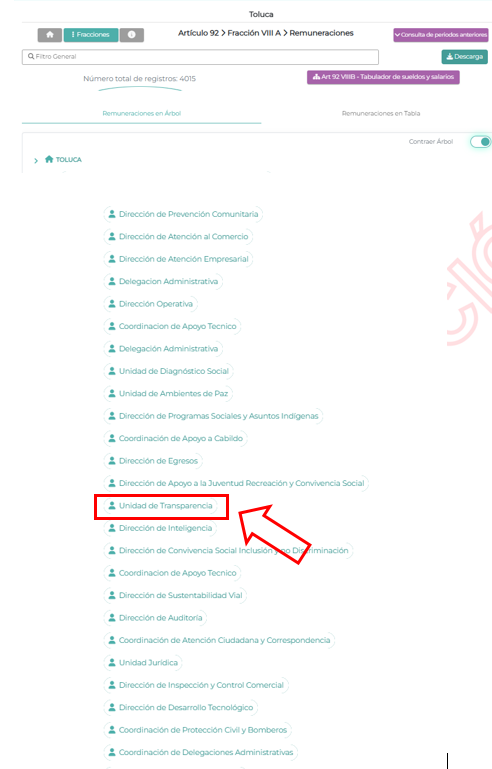 Toluca
Fracciones
Artículo 92 > Fracción VIII A > Remuneraciones
Consulta de periodos anteriores
Filtro General
Descarga
Número total de registros: 4015
Art 92 VIIIB - Tabulador de sueldos y salarios
Remuneraciones en Árbol
Remuneraciones en Tabla
Contraer Árbol
TOLUCA
Dirección de Prevención Comunitaria
Dirección de Atención al Comercio
Dirección de Atención Empresarial
Delegacion Administrativa
Dirección Operativa
Coordinacion de Apoyo Tecnico
Delegación Administrativa
Unidad de Diagnóstico Social
Unidad de Ambientes de Paz
Dirección de Programas Sociales y Asuntos Indígenas
Coordinación de Apoyo a Cabildo
Dirección de Egresos
Dirección de Apoyo a la Juventud Recreación y Convivencia Social
Unidad de Transparencia
Dirección de Inteligencia
Dirección de Convivencia Social Inclusión y no Discriminación
Coordinacion de Apoyo Tecnico
Dirección de Sustentabilidad Vial
Dirección de Auditoría
Coordinación de Atención Ciudadana y Correspondencia
Unidad Jurídica
Dirección de Inspección y Control Comercial
Dirección de Desarrollo Tecnológico
Coordinación de Protección Civil y Bomberos
Coordinación de Delegaciones Administrativas